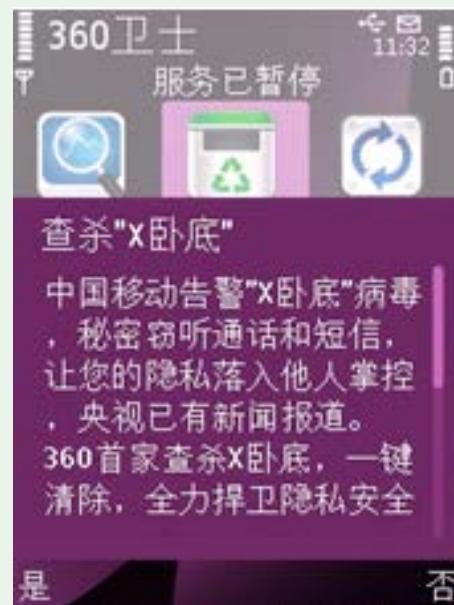 360卫士
11:32
服务已暂停
查杀"X卧底"
中国移动告警"X卧底"病毒
，秘密窃听通话和短信，
让您的隐私落入他人掌控
，央视已有新闻报道。
360首家查杀X卧底，一键
清除，全力捍卫隐私安全
是
否